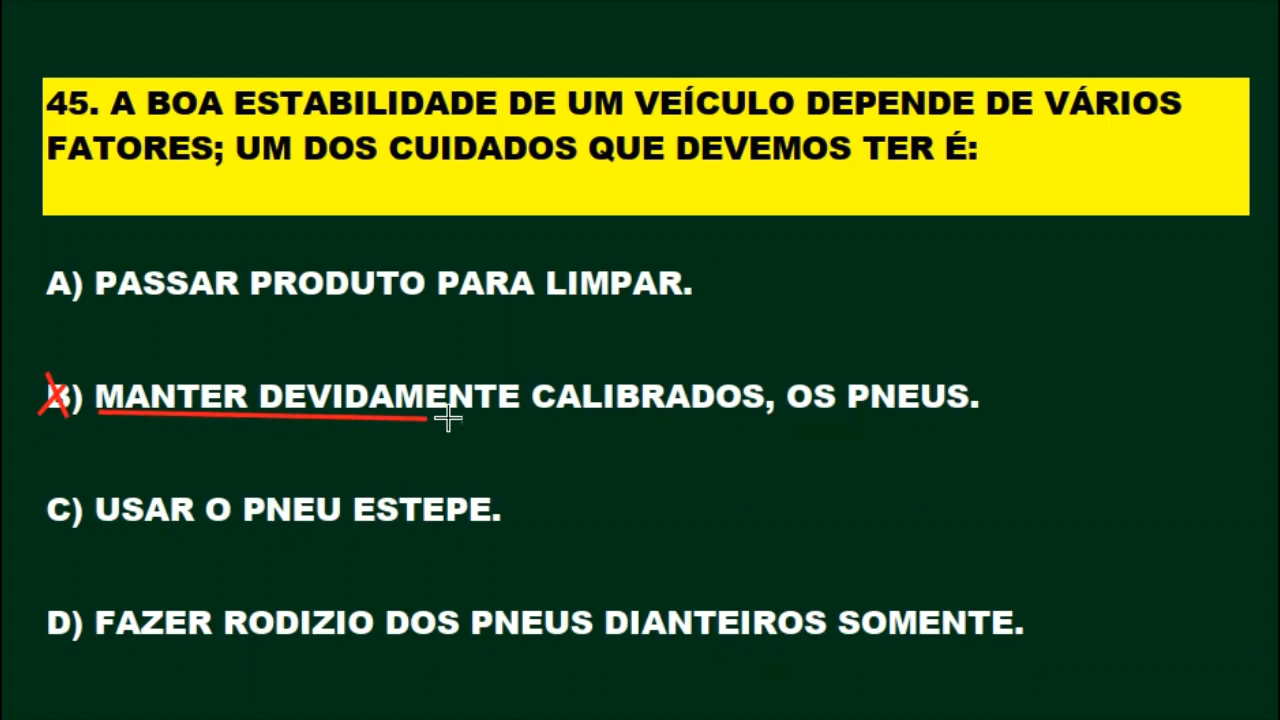 45. A BOA ESTABILIDADE DE UM VEÍCULO DEPENDE DE VÁRIOS
FATORES; UM DOS CUIDADOS QUE DEVEMOS TER É:
A) PASSAR PRODUTO PARA LIMPAR.
B) MANTER DEVIDAMENTE CALIBRADOS, OS PNEUS.
C) USAR O PNEU ESTEPE.
D) FAZER RODIZIO DOS PNEUS DIANTEIROS SOMENTE.